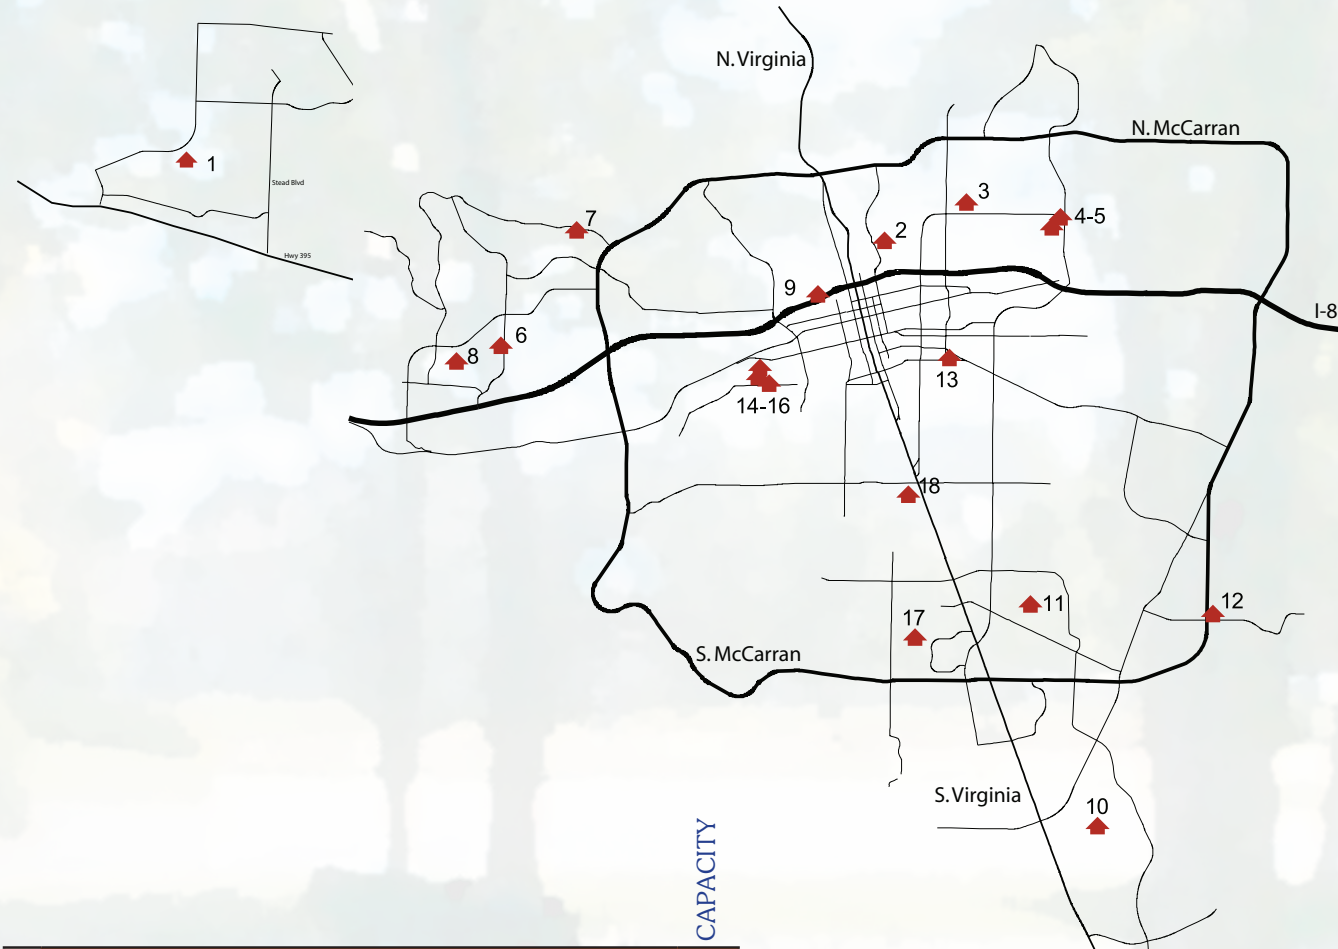 N. Virginia
N. McCarran
1
Stead Blvd
3
4-5
7
2
Hwy 395
9
I-8
6
8
13
14-16
18
11
12
17
S. McCarran
S. Virginia
10
CAPACITY